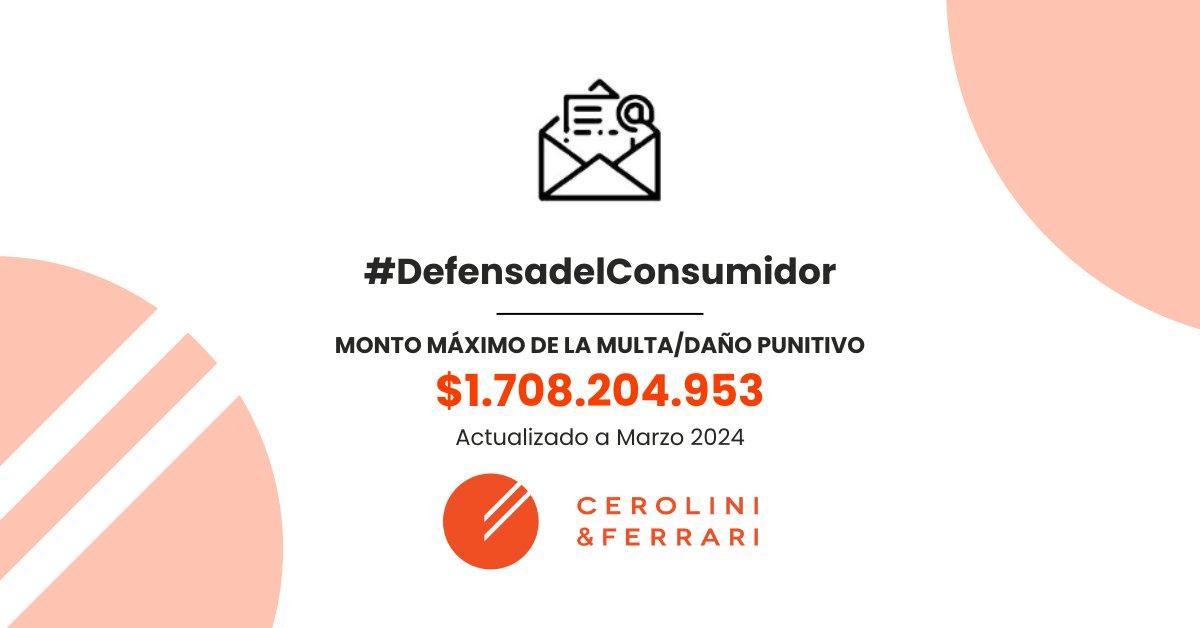 #DefensadelConsumidor
MONTO MÁXIMO DE LA MULTA/DAÑO PUNITIVO
$1.708.204.953
Actualizado a Marzo 2024
CEROLINI
&FERRARI